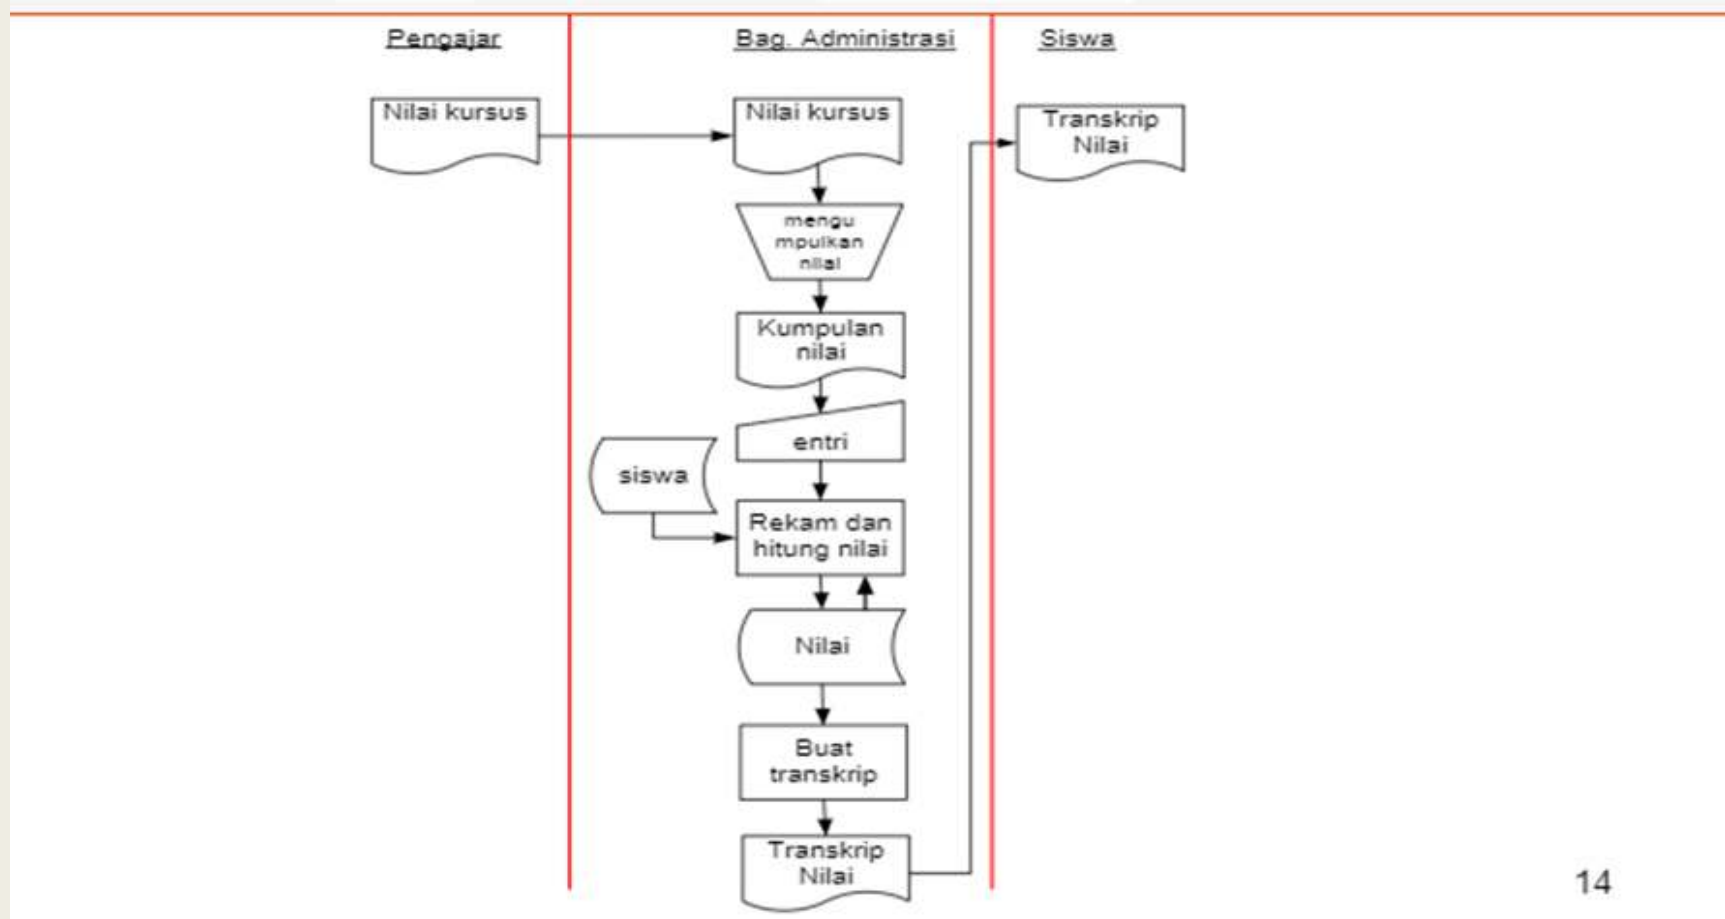 Pengajar
Bag. Administrasi
Siswa
Nilai kursus
Nilai kursus
Transkrip
Nilai
mengu
mpulkan
nilai
Kumpulan
nilai
entri
siswa
Rekam dan
hitung nilai
Nilai
Buat
transkrip
Transkrip
Nilai
14